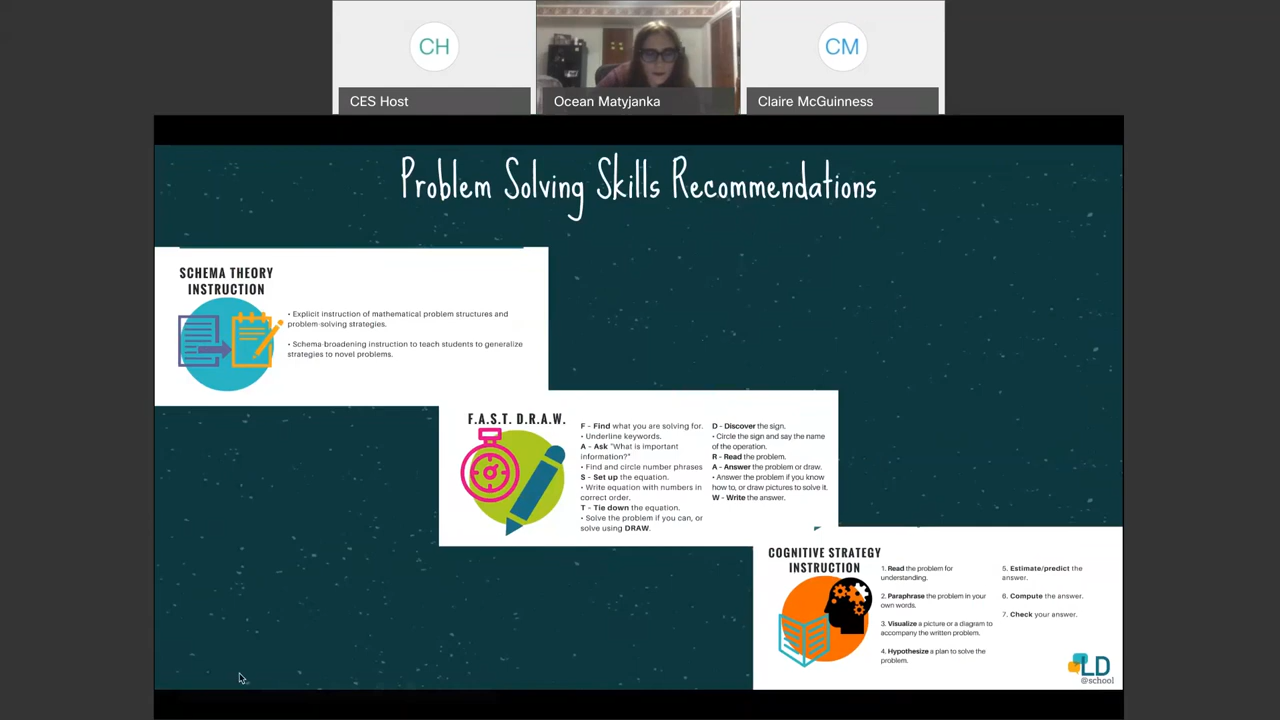 CH
CM
CES Host
Ocean Matyjanka
Claire McGuinness
Problem Solving Skills Recommendations
SCHEMA THEORY
INSTRUCTION
• Explicit instruction of mathematical problem structures and
problem-solving strategies.
• Schema-broadening instruction to teach students to generalize
strategies to novel problems.
F.A.S.T. D.R.A.W.
F - Find what you are solving for.
• Underline keywords.
A - Ask "What is important
information?"
• Find and circle number phrases
S - Set up the equation.
• Write equation with numbers in
correct order.
T - Tie down the equation.
• Solve the problem if you can, or
solve using DRAW.
D - Discover the sign.
• Circle the sign and say the name
of the operation.
R - Read the problem.
A - Answer the problem or draw.
• Answer the problem if you know
how to, or draw pictures to solve it.
W - Write the answer.
COGNITIVE STRATEGY
INSTRUCTION
1. Read the problem for
understanding.
2. Paraphrase the problem in your
own words.
3. Visualize a picture or a diagram to
accompany the written problem.
4. Hypothesize a plan to solve the
problem.
5. Estimate/predict the
answer.
6. Compute the answer.
7. Check your answer.
LD
@school